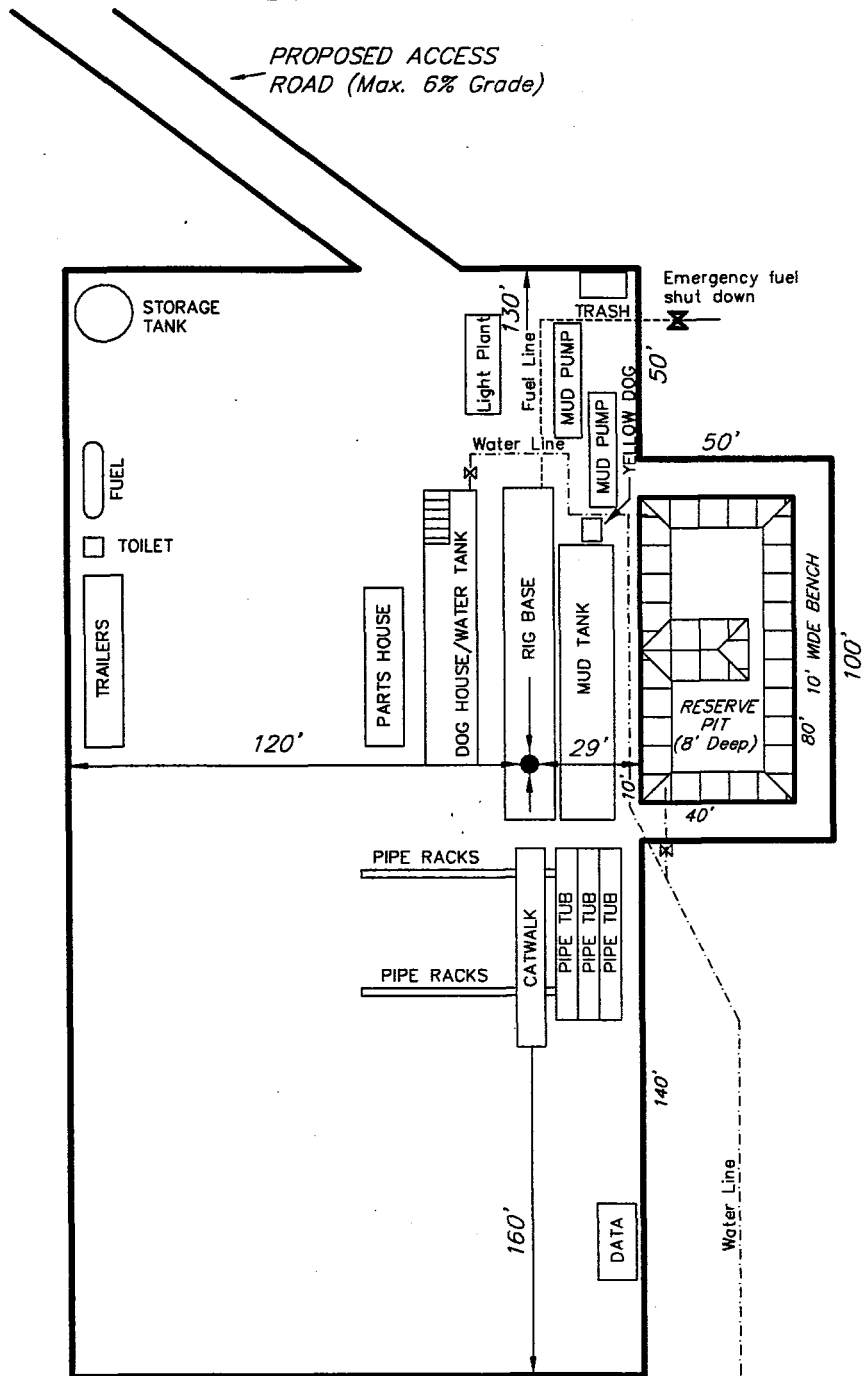 PROPOSED ACCESS
ROAD (Max. 6% Grade)
Emergency fuel
shut down
STORAGE
TANK
TRASH
130'
Light Plant
Fuel Line
MUD PUMP
50'
YELLOW DOG
MUD PUMP
50'
Water Line
FUEL
TOILET
TRAILERS
PARTS HOUSE
DOG HOUSE/WATER TANK
RIG BASE
MUD TANK
RESERVE
PIT
(8' Deep)
80'
10' WIDE BENCH
100'
120'
29'
10'
40'
PIPE RACKS
PIPE RACKS
CATWALK
PIPE TUB
PIPE TUB
PIPE TUB
140'
160'
DATA
Water Line